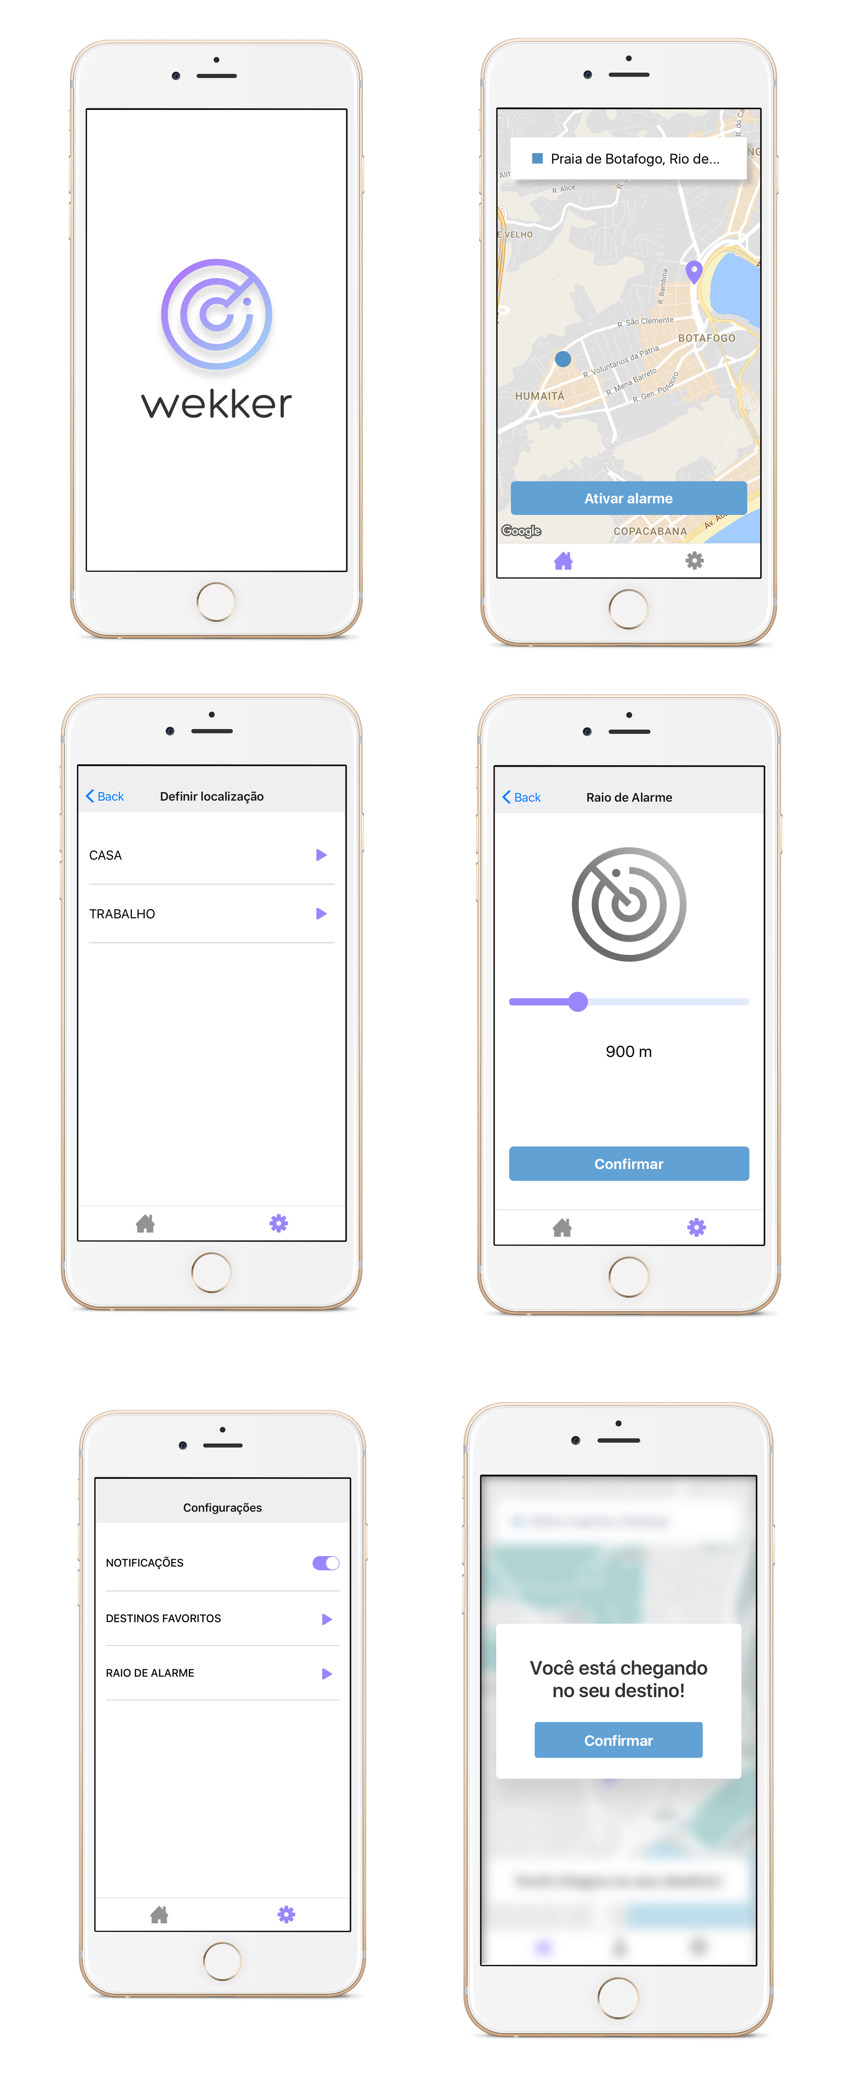 wekker
Praia de Botafogo, Rio de...
R. do Ca
R. Alice
E VELHO
R. Bambina
R. São Clemente
BOTAFOGO
R. Voluntários da Pátria
R. Mena Barreto
R. Gen. Polidoro
HUMAITÁ
Ativar alarme
Google
COPACABANA
Back
Definir localização
CASA
TRABALHO
Back
Raio de Alarme
900 m
Confirmar
Configurações
NOTIFICAÇÕES
DESTINOS FAVORITOS
RAIO DE ALARME
Você está chegando
no seu destino!
Confirmar